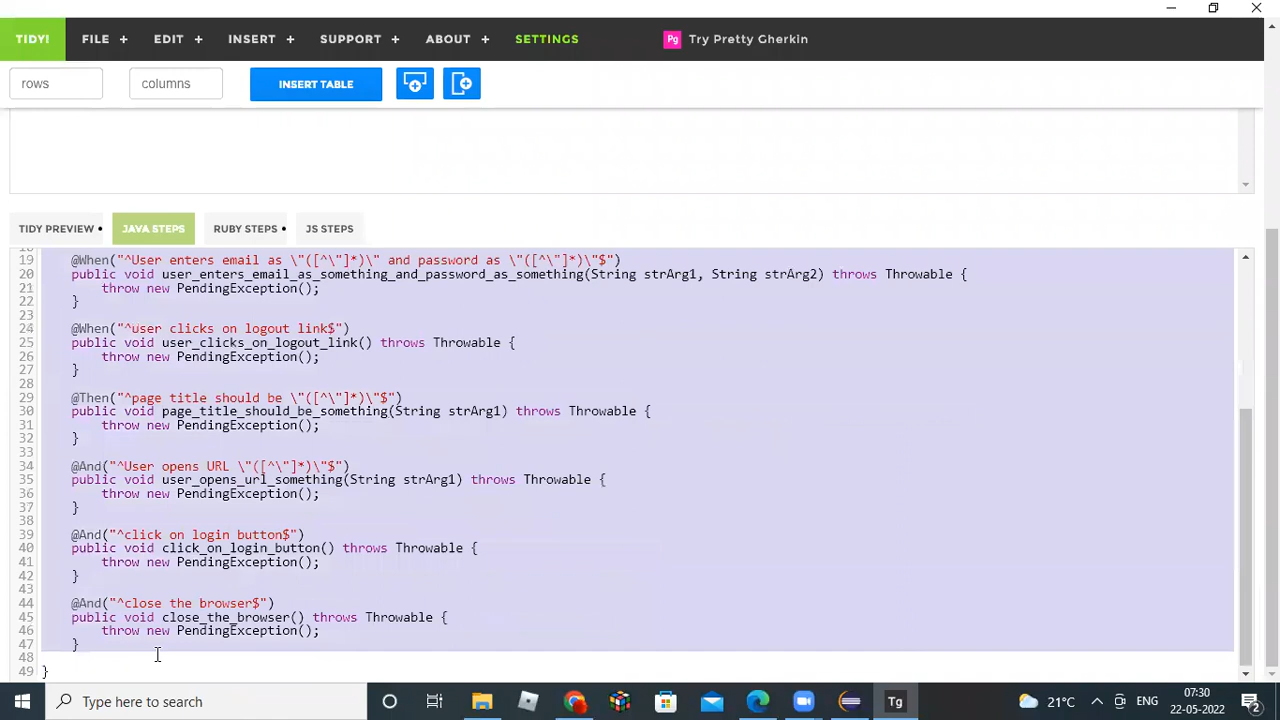 TIDY! FILE + EDIT + INSERT + SUPPORT + ABOUT + SETTINGS Pg Try Pretty Gherkin
rows columns INSERT TABLE
TIDY PREVIEW • JAVA STEPS RUBY STEPS • JS STEPS
19 @When("^User enters email as \"([^\"]*)\" and password as \"([^\"]*)\"$")
20 public void user_enters_email_as_something_and_password_as_something(String strArg1, String strArg2) throws Throwable {
21 throw new PendingException();
22 }
23
24 @When("^user clicks on logout link$")
25 public void user_clicks_on_logout_link() throws Throwable {
26 throw new PendingException();
27 }
28
29 @Then("^page title should be \"([^\"]*)\"$")
30 public void page_title_should_be_something(String strArg1) throws Throwable {
31 throw new PendingException();
32 }
33
34 @And("^User opens URL \"([^\"]*)\"$")
35 public void user_opens_url_something(String strArg1) throws Throwable {
36 throw new PendingException();
37 }
38
39 @And("^click on login button$")
40 public void click_on_login_button() throws Throwable {
41 throw new PendingException();
42 }
43
44 @And("^close the browser$")
45 public void close_the_browser() throws Throwable {
46 throw new PendingException();
47 }
48
49 }
Type here to search Tg 21°C ENG 07:30
22-05-2022 2